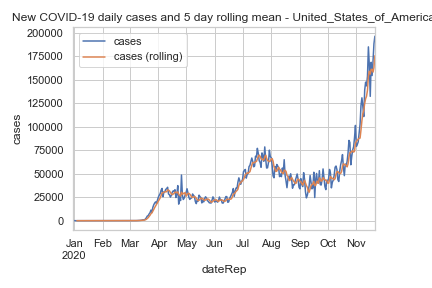 New COVID-19 daily cases and 5 day rolling mean - United_States_of_America
200000
175000
150000
125000
100000
75000
50000
25000
0
cases
cases
cases (rolling)
Jan Feb Mar Apr May Jun Jul Aug Sep Oct Nov
2020
dateRep